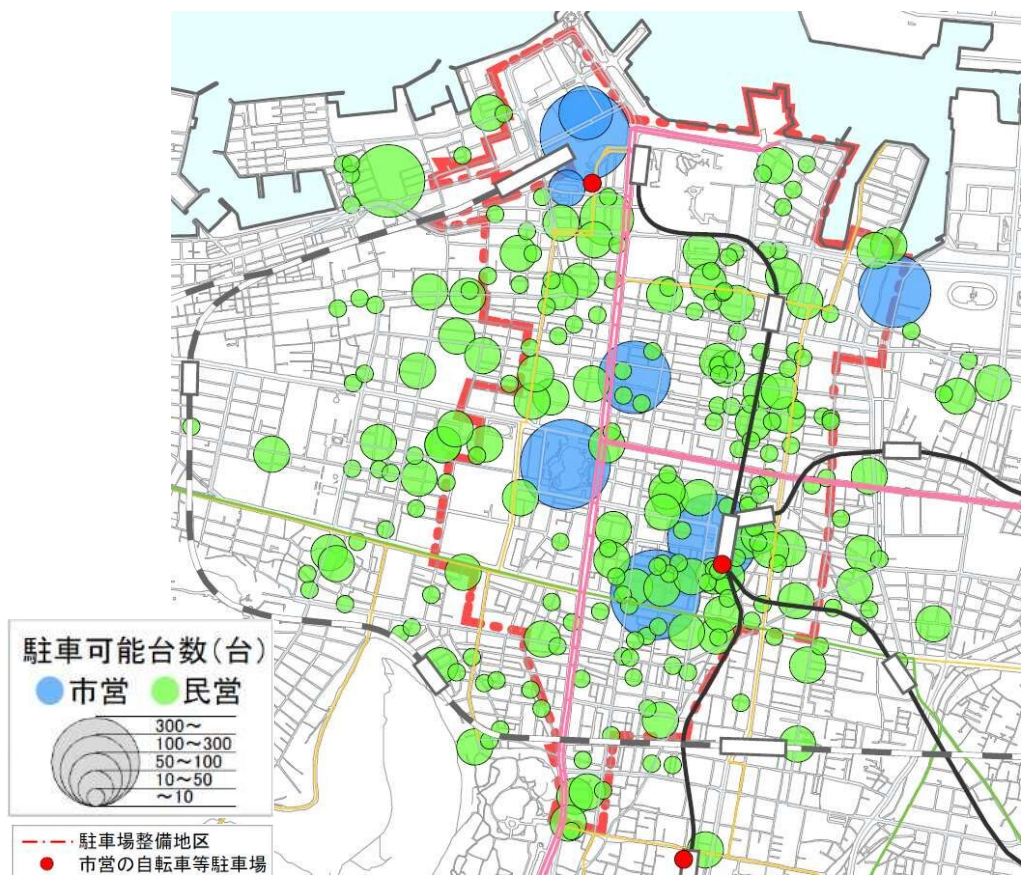 駐車可能台数(台)
市営 民営
300~
100~300
50~100
10~50
~10
駐車場整備地区
市営の自転車等駐車場